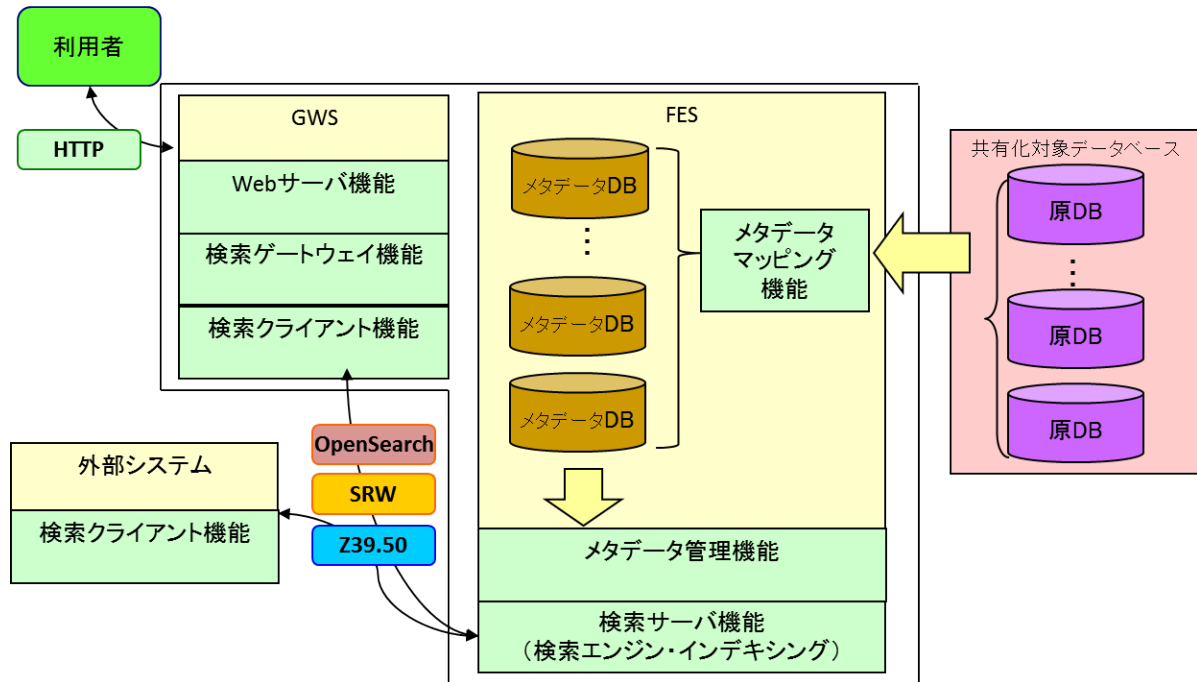 利用者
HTTP
GWS
Webサーバ機能
検索ゲートウェイ機能
検索クライアント機能
OpenSearch
SRW
Z39.50
外部システム
検索クライアント機能
FES
メタデータDB
⋮
メタデータDB
メタデータDB
メタデータ
マッピング
機能
メタデータ管理機能
検索サーバ機能
（検索エンジン・インデキシング）
共有化対象データベース
原DB
⋮
原DB
原DB